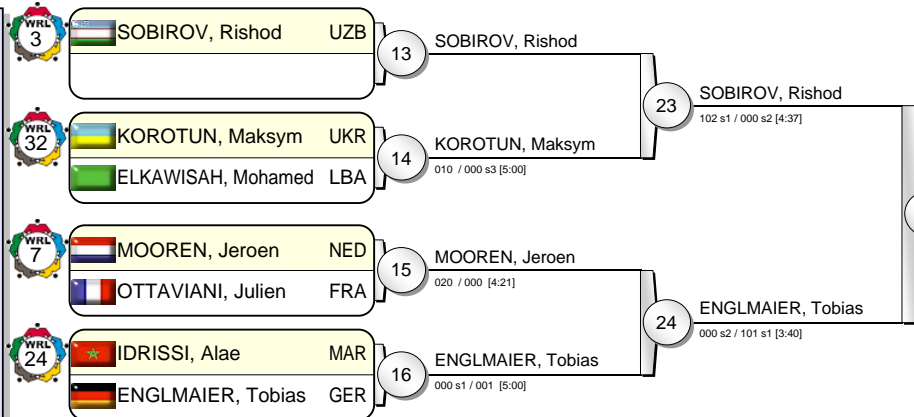 WRL
3
SOBIROV, Rishod UZB
13
SOBIROV, Rishod
WRL
32
KOROTUN, Maksym UKR
ELKAWISAH, Mohamed LBA
14
KOROTUN, Maksym
010 / 000 s3 [5:00]
23
SOBIROV, Rishod
102 s1 / 000 s2 [4:37]
WRL
7
MOOREN, Jeroen NED
OTTAVIANI, Julien FRA
15
MOOREN, Jeroen
020 / 000 [4:21]
WRL
24
IDRISSI, Alae MAR
ENGLMAIER, Tobias GER
16
ENGLMAIER, Tobias
000 s1 / 001 [5:00]
24
ENGLMAIER, Tobias
000 s2 / 101 s1 [3:40]